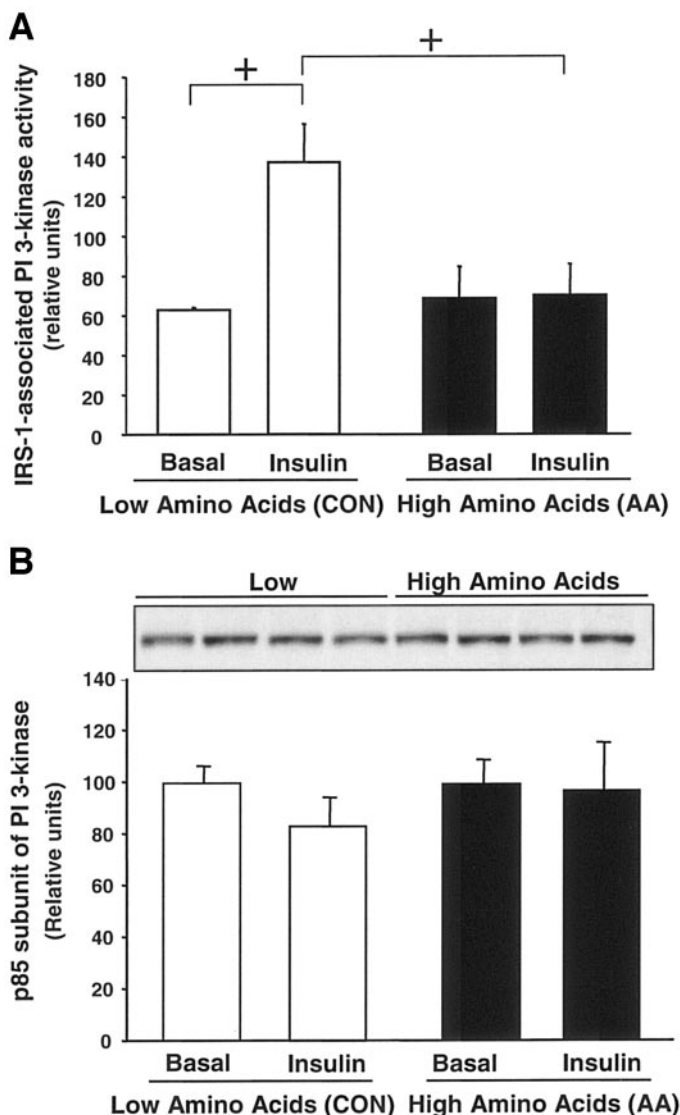 A
+
+
IRS-1-associated PI 3-kinase activity
(relative units)
180
160
140
120
100
80
60
40
20
0
Basal Insulin Basal Insulin
Low Amino Acids (CON) High Amino Acids (AA)
B
Low High Amino Acids
p85 subunit of PI 3-kinase
(Relative units)
140
120
100
80
60
40
20
0
Basal Insulin Basal Insulin
Low Amino Acids (CON) High Amino Acids (AA)